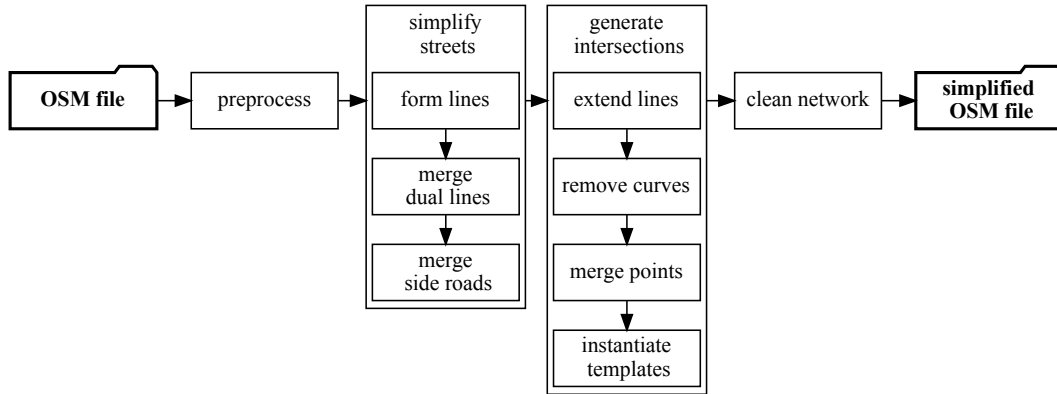 OSM file
preprocess
simplify
streets
form lines
merge
dual lines
merge
side roads
generate
intersections
extend lines
remove curves
merge points
instantiate
templates
clean network
simplified
OSM file